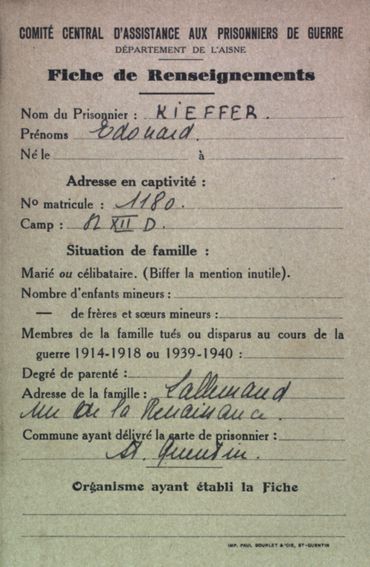 COMITÉ CENTRAL D'ASSISTANCE AUX PRISONNIERS DE GUERRE
DÉPARTEMENT DE L'AISNE
Fiche de Renseignements
Nom du Prisonnier : KIEFFER.
Prénoms Edouard.
Né le à
Adresse en captivité :
No matricule : 1180.
Camp : XII D.
Situation de famille :
Marié ou célibataire. (Biffer la mention inutile).
Nombre d'enfants mineurs :
— de frères et sœurs mineurs :
Membres de la famille tués ou disparus au cours de la
guerre 1914-1918 ou 1939-1940 :
Degré de parenté :
Adresse de la famille : Lallemand
rue de la Renaissance.
Commune ayant délivré la carte de prisonnier :
St. Quentin.
Organisme ayant établi la Fiche
IMP. PAUL BOURLET & CIE, ST-QUENTIN